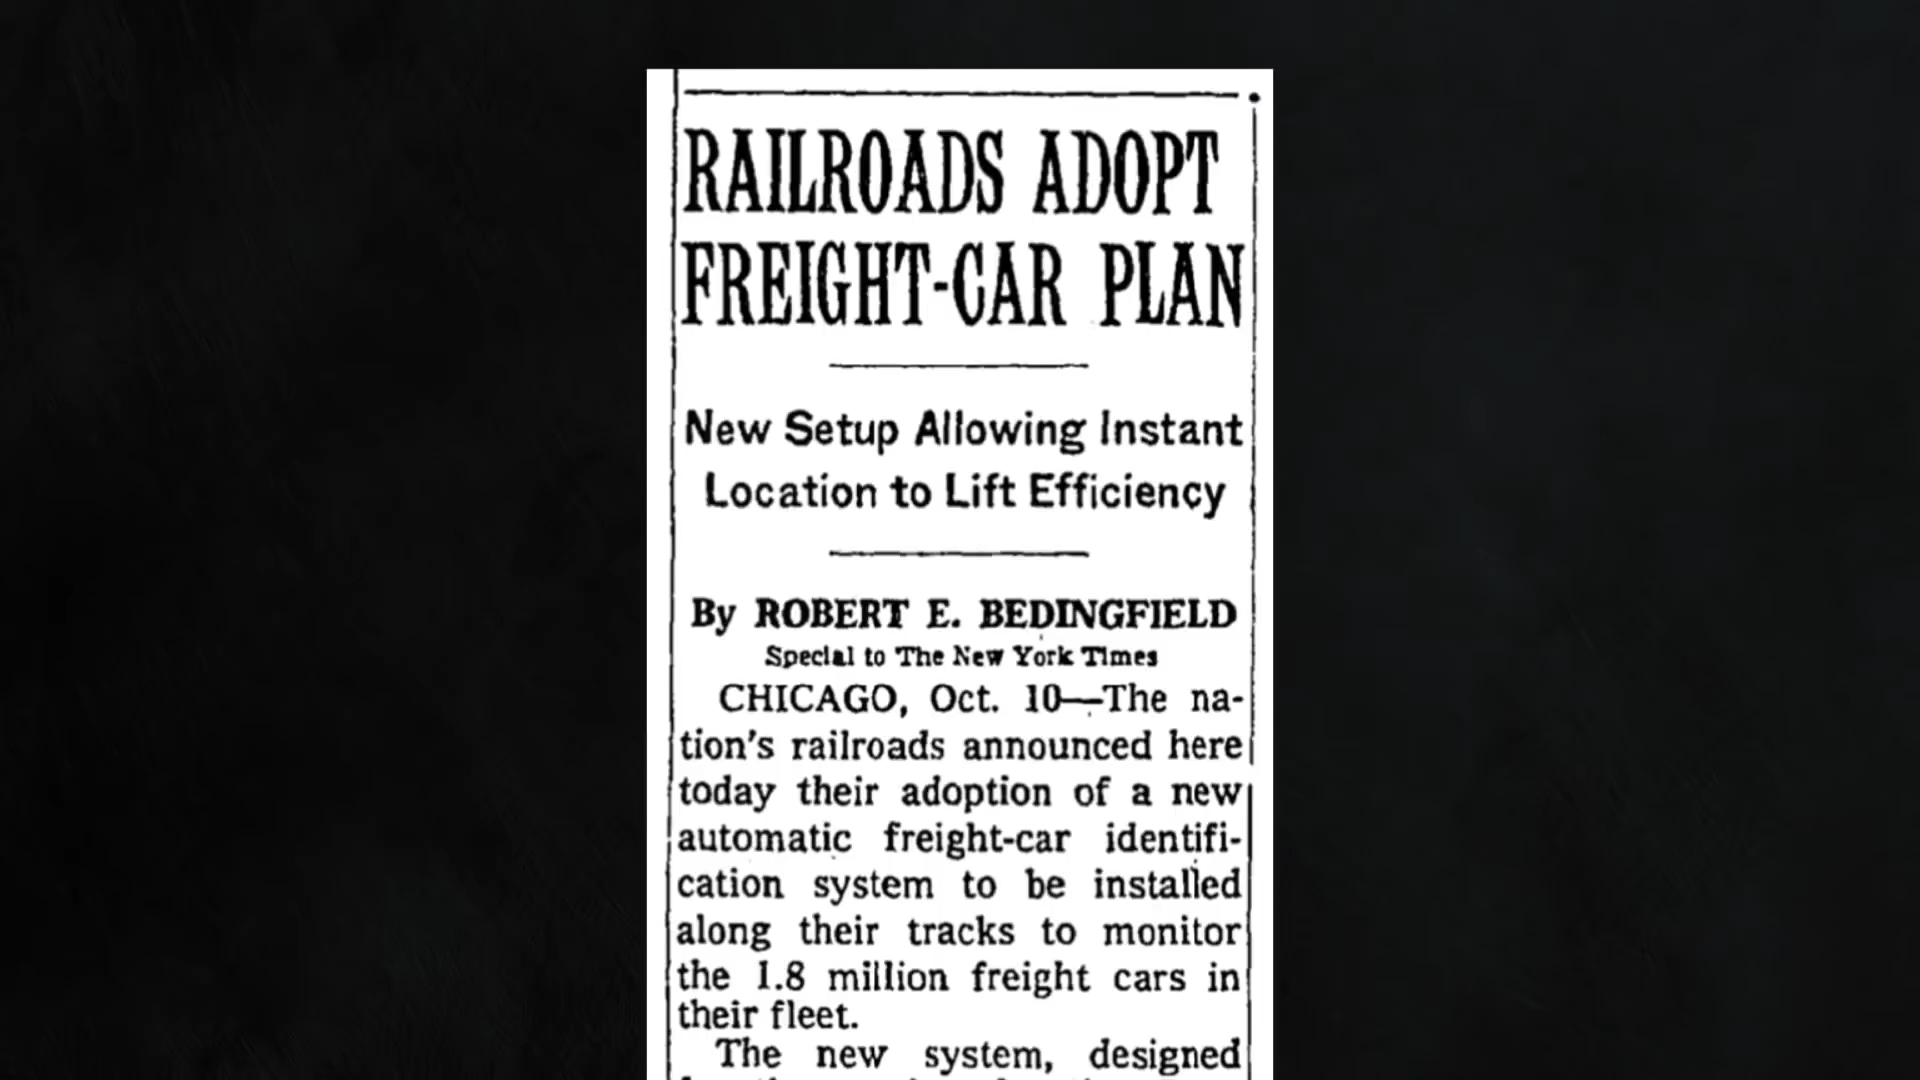 RAILROADS ADOPT
FREIGHT-CAR PLAN
New Setup Allowing Instant
Location to Lift Efficiency
By ROBERT E. BEDINGFIELD
Special to The New York Times
CHICAGO, Oct. 10—The na-
tion's railroads announced here
today their adoption of a new
automatic freight-car identifi-
cation system to be installed
along their tracks to monitor
the 1.8 million freight cars in
their fleet.
The new system, designed